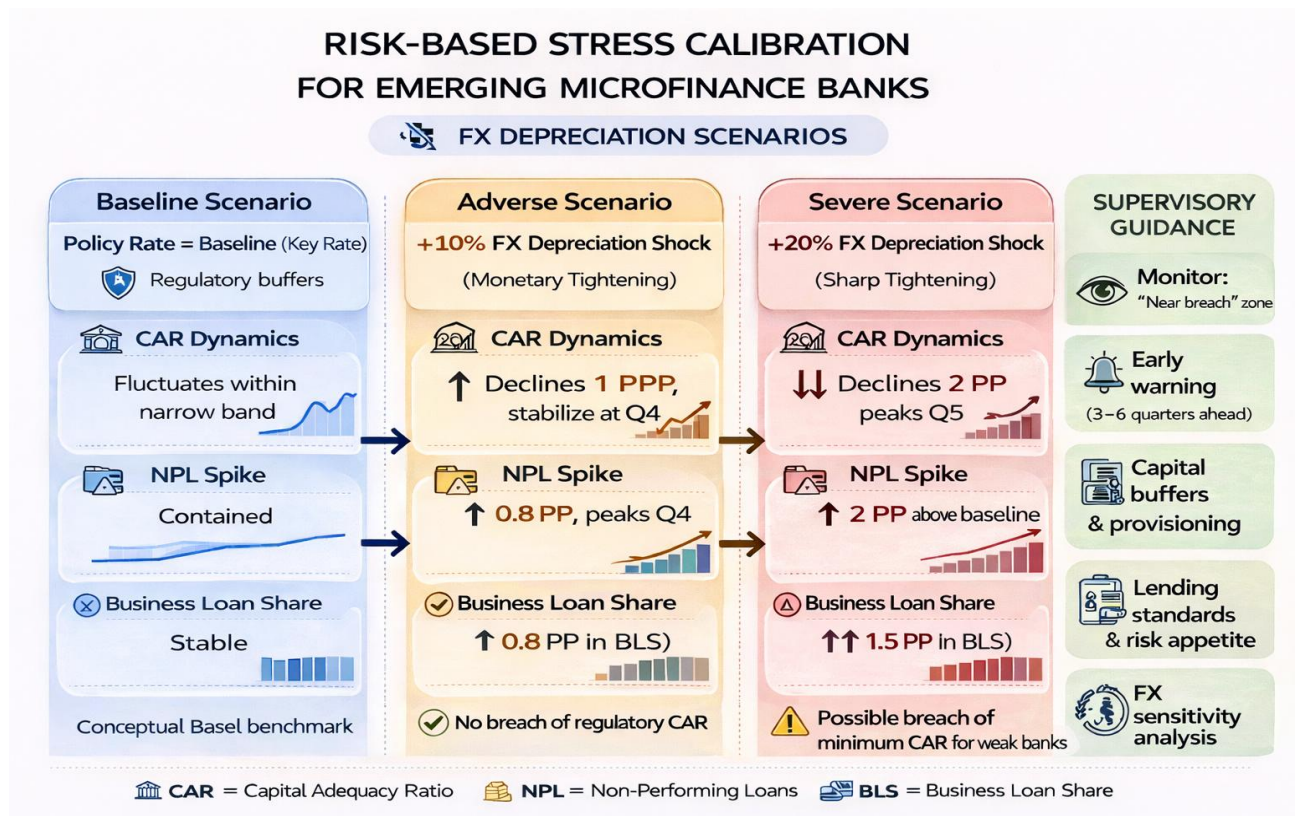 RISK-BASED STRESS CALIBRATION
FOR EMERGING MICROFINANCE BANKS
FX DEPRECIATION SCENARIOS
Baseline Scenario
Policy Rate = Baseline (Key Rate)
Regulatory buffers
CAR Dynamics
Fluctuates within
narrow band
NPL Spike
Contained
Business Loan Share
Stable
Conceptual Basel benchmark
Adverse Scenario
+10% FX Depreciation Shock
(Monetary Tightening)
CAR Dynamics
↑ Declines 1 PPP,
stabilize at Q4
NPL Spike
↑ 0.8 PP, peaks Q4
Business Loan Share
↑ 0.8 PP in BLS)
No breach of regulatory CAR
Severe Scenario
+20% FX Depreciation Shock
(Sharp Tightening)
CAR Dynamics
↓↓ Declines 2 PP
peaks Q5
NPL Spike
↑ 2 PP above baseline
Business Loan Share
↑↑ 1.5 PP in BLS)
Possible breach of
minimum CAR for weak banks
SUPERVISORY
GUIDANCE
Monitor:
"Near breach" zone
Early
warning
(3–6 quarters ahead)
Capital
buffers
& provisioning
Lending
standards
& risk appetite
FX
sensitivity
analysis
CAR = Capital Adequacy Ratio
NPL = Non-Performing Loans
BLS = Business Loan Share